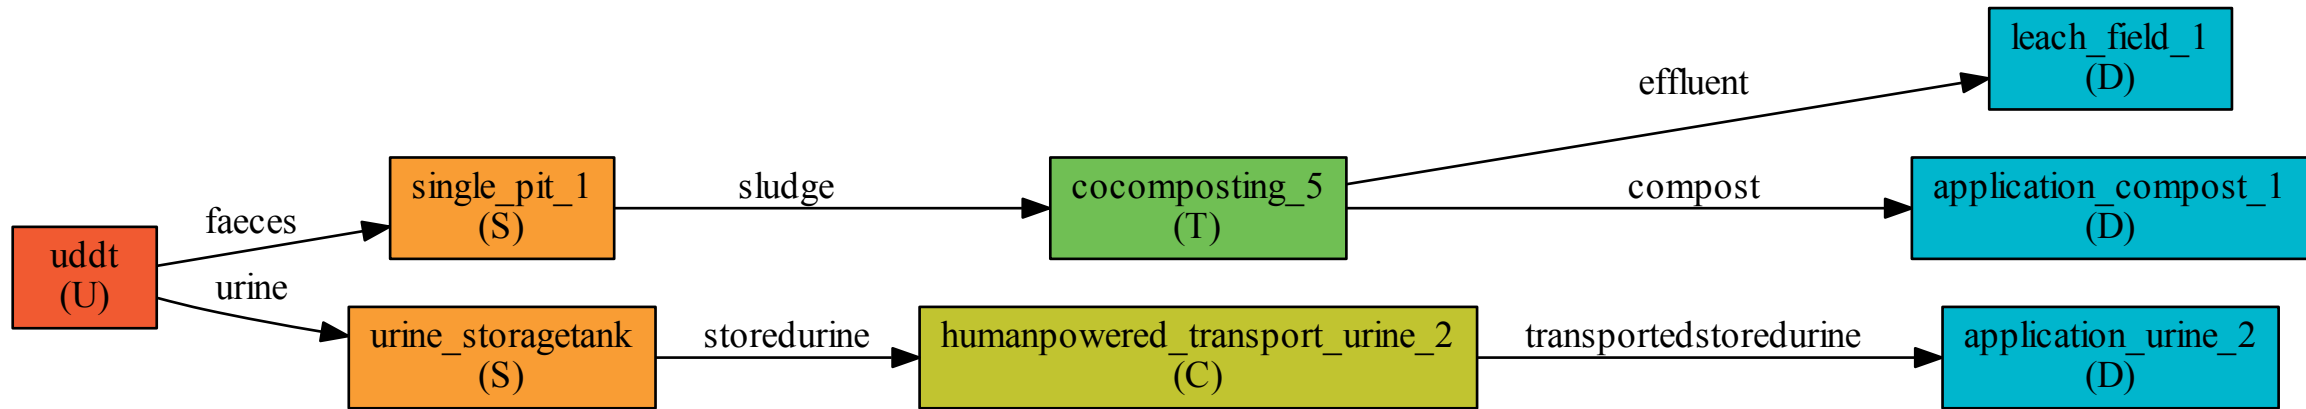 uddt
(U)
faeces
urine
single_pit_1
(S)
urine_storagetank
(S)
sludge
storedurine
cocomposting_5
(T)
humanpowered_transport_urine_2
(C)
effluent
compost
transportedstoredurine
leach_field_1
(D)
application_compost_1
(D)
application_urine_2
(D)